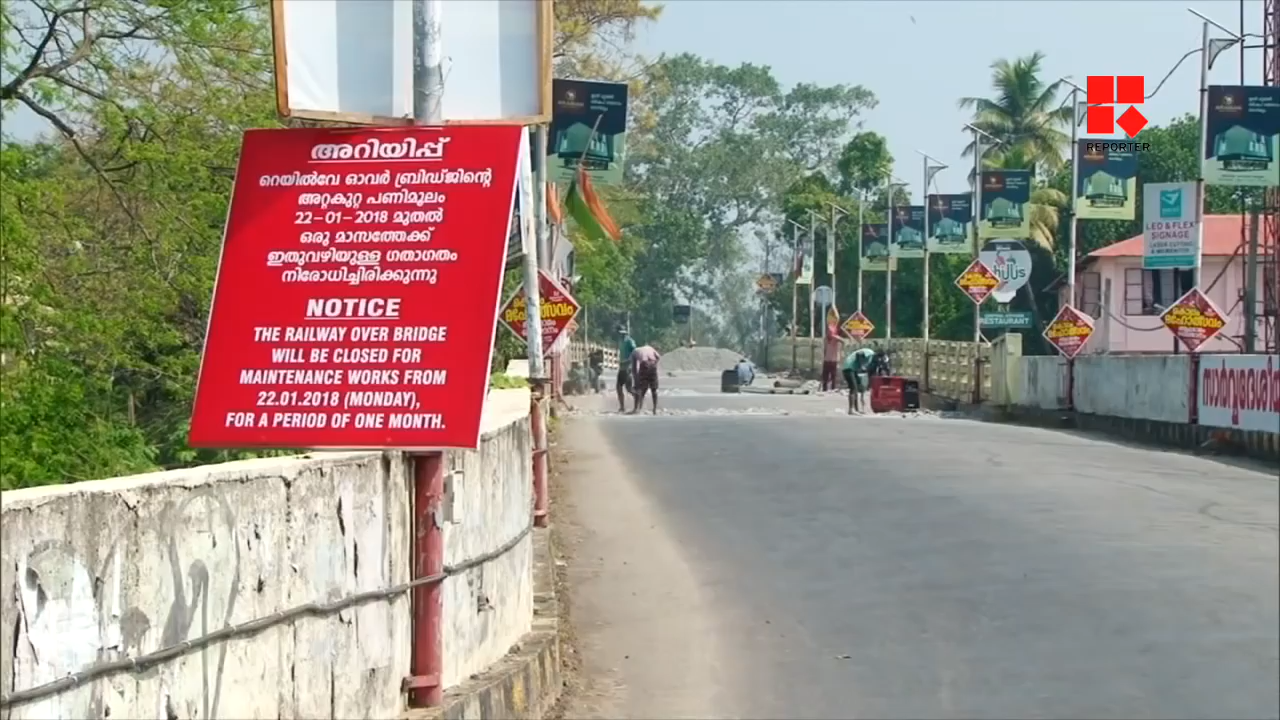 അറിയിപ്പ്
റെയിൽവേ ഓവർ ബ്രിഡ്ജിന്റെ
അറ്റകുറ്റ പണിമൂലം
22-01-2018 മുതൽ
ഒരു മാസത്തേക്ക്
ഇതുവഴിയുള്ള ഗതാഗതം
നിരോധിച്ചിരിക്കുന്നു
NOTICE
THE RAILWAY OVER BRIDGE
WILL BE CLOSED FOR
MAINTENANCE WORKS FROM
22.01.2018 (MONDAY),
FOR A PERIOD OF ONE MONTH.
REPORTER
LED & FLEX
SIGNAGE
RESTAURANT